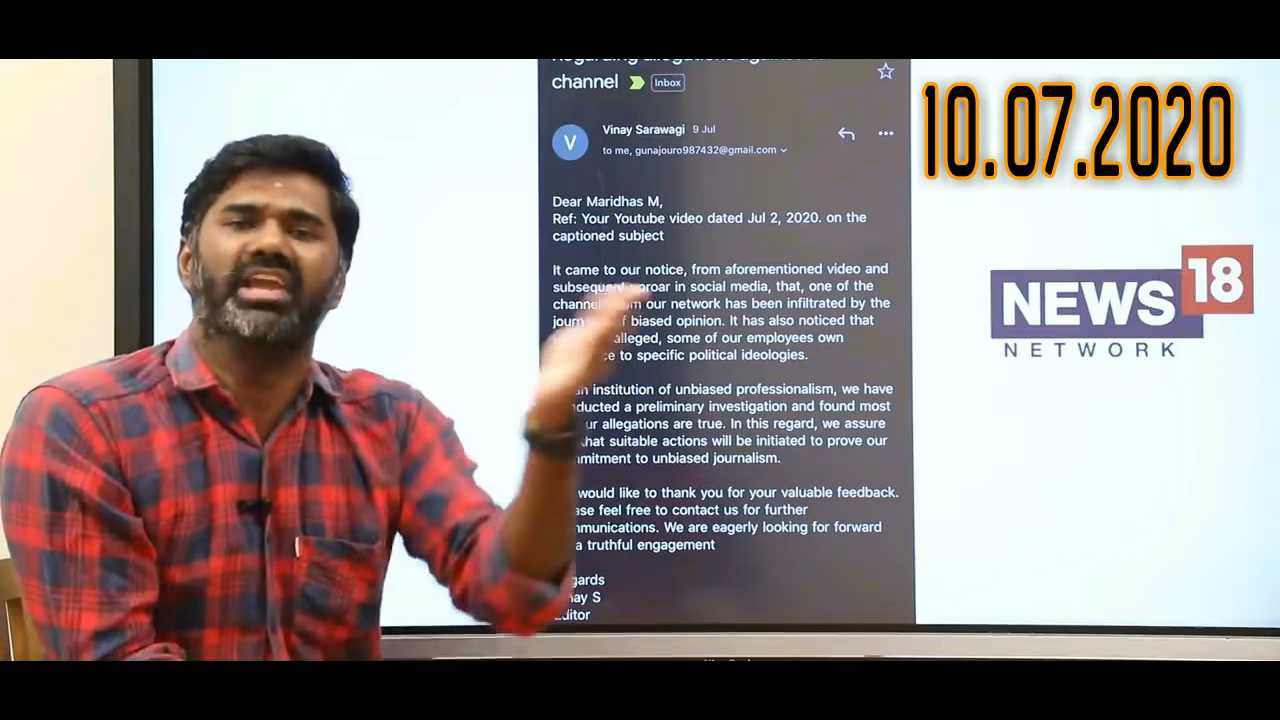 channel Inbox
Vinay Sarawagi 9 Jul
to me, gunajouro987432@gmail.com
V
Dear Maridhas M,
Ref: Your Youtube video dated Jul 2, 2020. on the
captioned subject
It came to our notice, from aforementioned video and
in social media, that, one of the
our network has been infiltrated by the
biased opinion. It has also noticed that
alleged, some of our employees own
to specific political ideologies.
institution of unbiased professionalism, we have
preliminary investigation and found most
allegations are true. In this regard, we assure
that suitable actions will be initiated to prove our
to unbiased journalism.
would like to thank you for your valuable feedback.
feel free to contact us for further
We are eagerly looking for forward
a truthful engagement
S
10.07.2020
NEWS 18
NETWORK